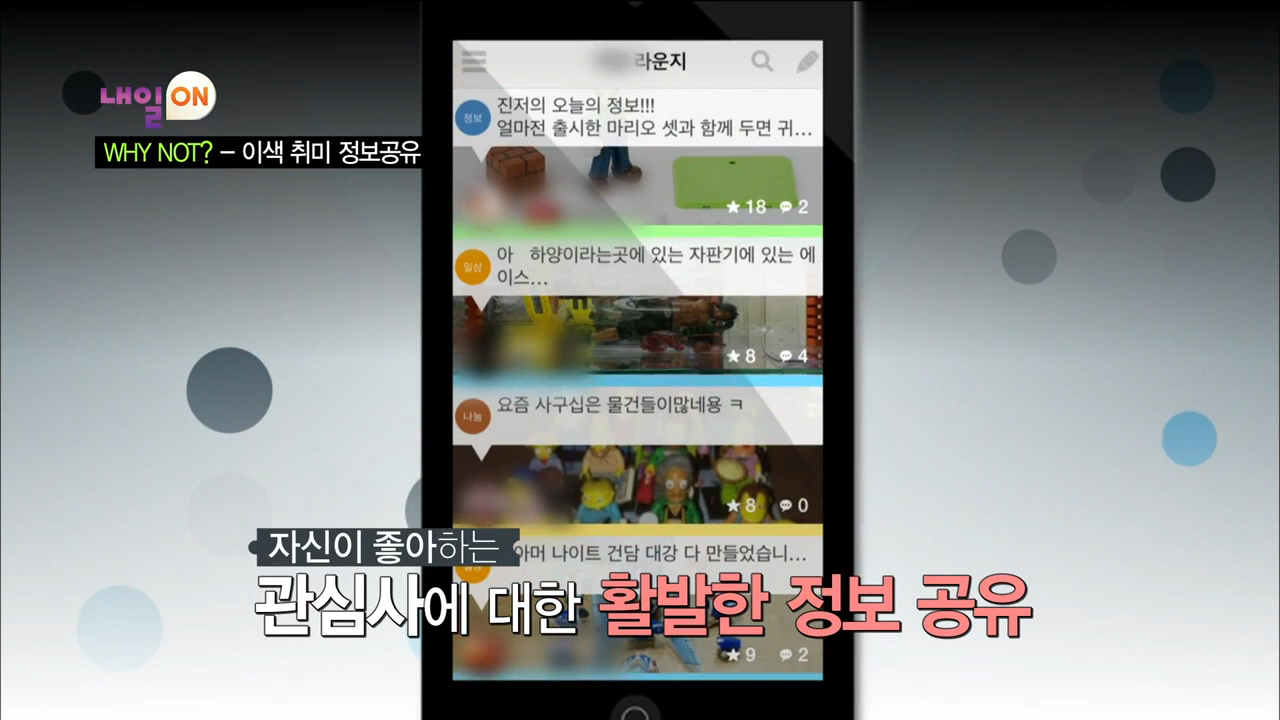 내일 ON
WHY NOT? - 이색 취미 정보공유
라운지
정보
진저의 오늘의 정보!!!
얼마전 출시한 마리오 셋과 함께 두면 귀...
★18 2
일상
아 하양이라는곳에 있는 자판기에 있는 에
이스...
★8 4
나눔
요즘 사구십은 물건들이많네용 ㅋ
★8 0
아머 나이트 건담 대강 다 만들었습니...
★9 2
자신이 좋아하는
관심사에 대한 활발한 정보 공유